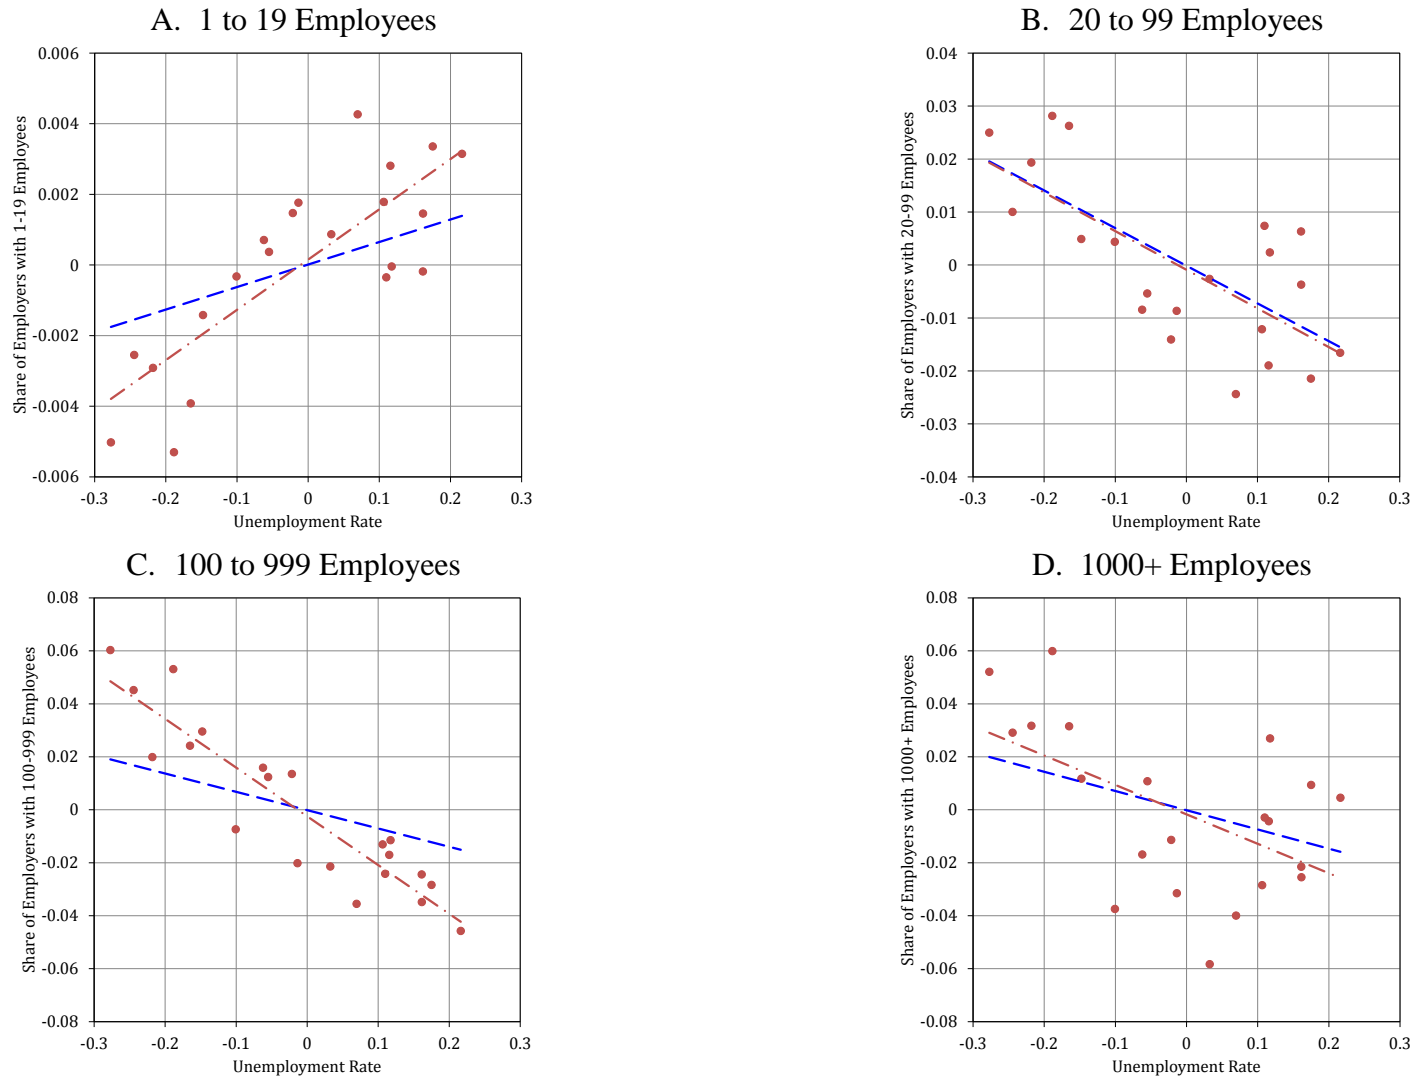 A. 1 to 19 Employees
Share of Employers with 1-19 Employees
0.006
0.004
0.002
0
-0.002
-0.004
-0.006
-0.3 -0.2 -0.1 0 0.1 0.2 0.3
Unemployment Rate
B. 20 to 99 Employees
Share of Employers with 20-99 Employees
0.04
0.03
0.02
0.01
0
-0.01
-0.02
-0.03
-0.04
-0.3 -0.2 -0.1 0 0.1 0.2 0.3
Unemployment Rate
C. 100 to 999 Employees
Share of Employers with 100-999 Employees
0.08
0.06
0.04
0.02
0
-0.02
-0.04
-0.06
-0.08
-0.3 -0.2 -0.1 0 0.1 0.2 0.3
Unemployment Rate
D. 1000+ Employees
Share of Employers with 1000+ Employees
0.08
0.06
0.04
0.02
0
-0.02
-0.04
-0.06
-0.08
-0.3 -0.2 -0.1 0 0.1 0.2 0.3
Unemployment Rate